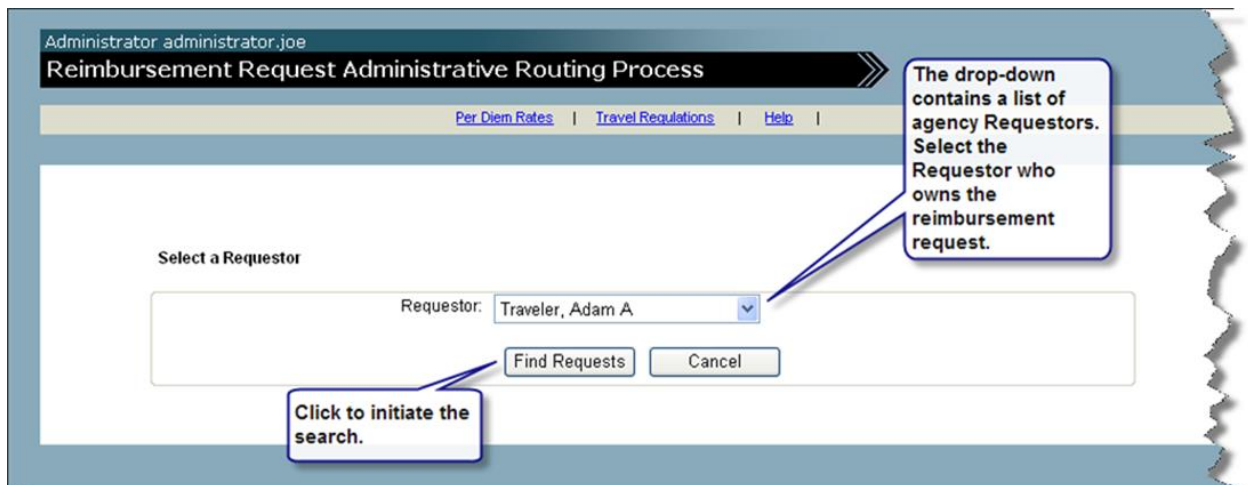 Administrator administrator.joe
Reimbursement Request Administrative Routing Process
Per Diem Rates | Travel Regulations | Help |
The drop-down
contains a list of
agency Requestors.
Select the
Requestor who
owns the
reimbursement
request.
Select a Requestor
Requestor: Traveler, Adam A
Find Requests Cancel
Click to initiate the
search.